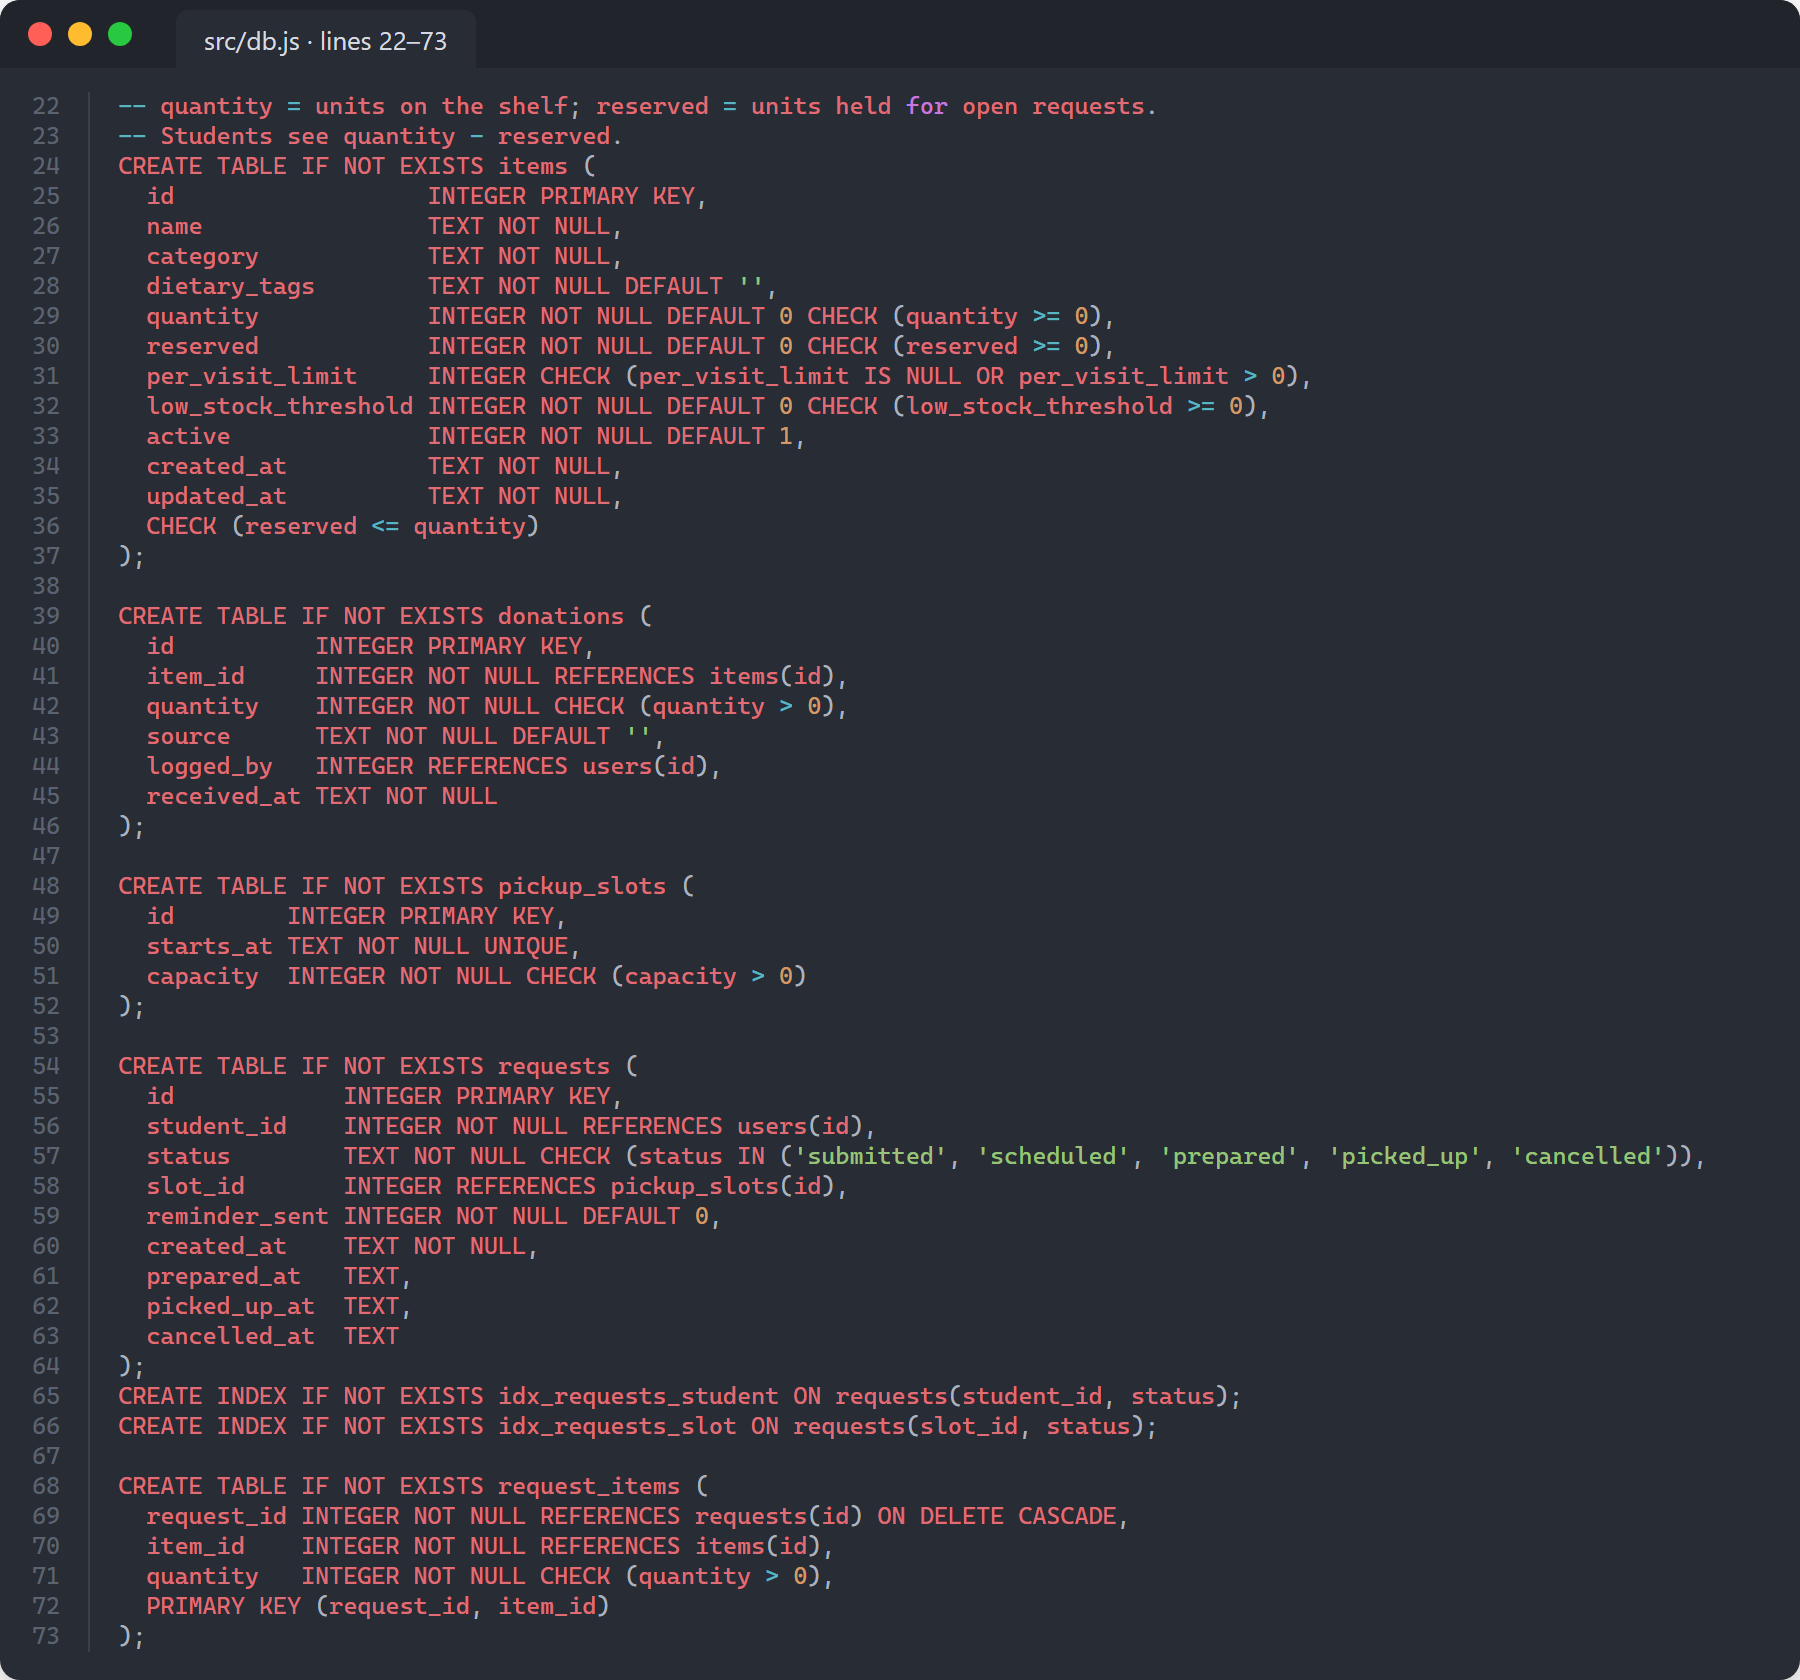 src/db.js · lines 22–73
22 -- quantity = units on the shelf; reserved = units held for open requests.
23 -- Students see quantity - reserved.
24 CREATE TABLE IF NOT EXISTS items (
25   id                  INTEGER PRIMARY KEY,
26   name                TEXT NOT NULL,
27   category            TEXT NOT NULL,
28   dietary_tags        TEXT NOT NULL DEFAULT '',
29   quantity            INTEGER NOT NULL DEFAULT 0 CHECK (quantity >= 0),
30   reserved            INTEGER NOT NULL DEFAULT 0 CHECK (reserved >= 0),
31   per_visit_limit     INTEGER CHECK (per_visit_limit IS NULL OR per_visit_limit > 0),
32   low_stock_threshold INTEGER NOT NULL DEFAULT 0 CHECK (low_stock_threshold >= 0),
33   active              INTEGER NOT NULL DEFAULT 1,
34   created_at          TEXT NOT NULL,
35   updated_at          TEXT NOT NULL,
36   CHECK (reserved <= quantity)
37 );
38
39 CREATE TABLE IF NOT EXISTS donations (
40   id          INTEGER PRIMARY KEY,
41   item_id     INTEGER NOT NULL REFERENCES items(id),
42   quantity    INTEGER NOT NULL CHECK (quantity > 0),
43   source      TEXT NOT NULL DEFAULT '',
44   logged_by   INTEGER REFERENCES users(id),
45   received_at TEXT NOT NULL
46 );
47
48 CREATE TABLE IF NOT EXISTS pickup_slots (
49   id        INTEGER PRIMARY KEY,
50   starts_at TEXT NOT NULL UNIQUE,
51   capacity  INTEGER NOT NULL CHECK (capacity > 0)
52 );
53
54 CREATE TABLE IF NOT EXISTS requests (
55   id            INTEGER PRIMARY KEY,
56   student_id    INTEGER NOT NULL REFERENCES users(id),
57   status        TEXT NOT NULL CHECK (status IN ('submitted', 'scheduled', 'prepared', 'picked_up', 'cancelled')),
58   slot_id       INTEGER REFERENCES pickup_slots(id),
59   reminder_sent INTEGER NOT NULL DEFAULT 0,
60   created_at    TEXT NOT NULL,
61   prepared_at   TEXT,
62   picked_up_at  TEXT,
63   cancelled_at  TEXT
64 );
65 CREATE INDEX IF NOT EXISTS idx_requests_student ON requests(student_id, status);
66 CREATE INDEX IF NOT EXISTS idx_requests_slot ON requests(slot_id, status);
67
68 CREATE TABLE IF NOT EXISTS request_items (
69   request_id INTEGER NOT NULL REFERENCES requests(id) ON DELETE CASCADE,
70   item_id    INTEGER NOT NULL REFERENCES items(id),
71   quantity   INTEGER NOT NULL CHECK (quantity > 0),
72   PRIMARY KEY (request_id, item_id)
73 );